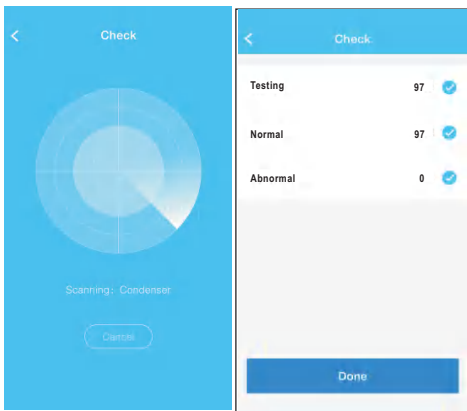 Check
Scanning: Condenser
Cancel
Check
Testing 97
Normal 97
Abnormal 0
Done